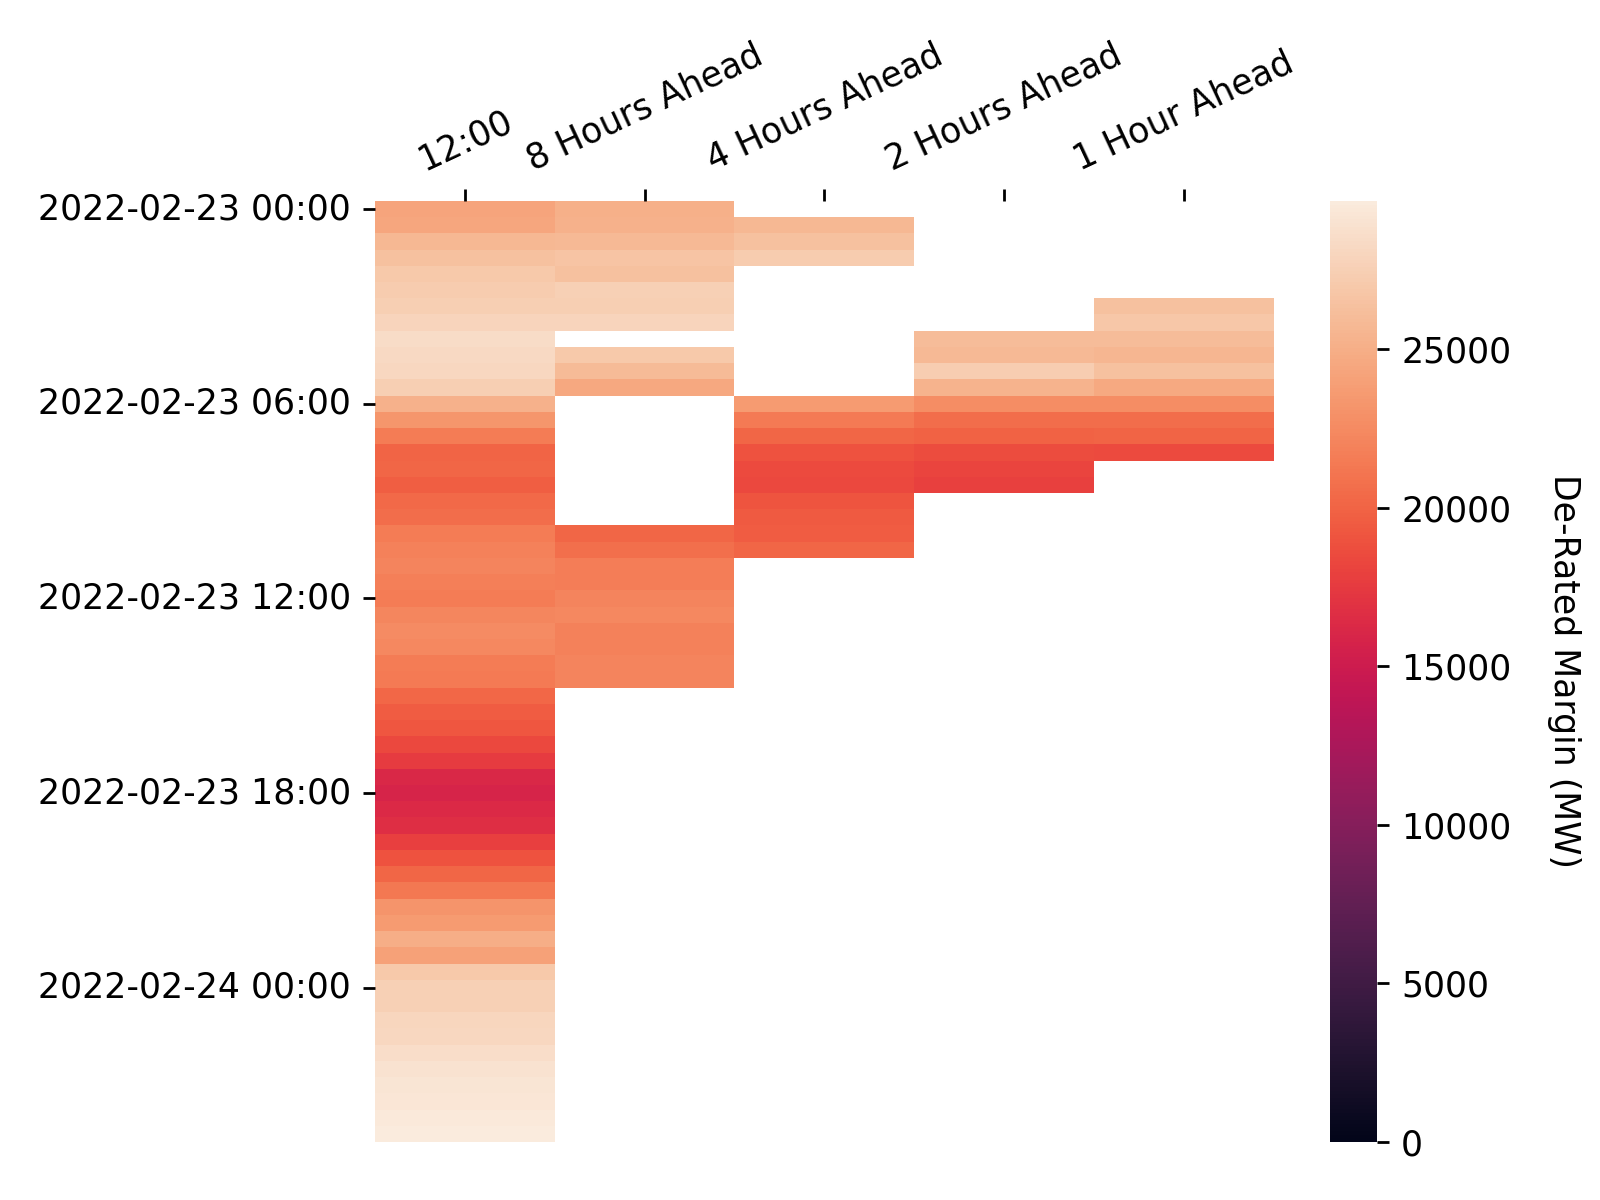 12:00
8 Hours Ahead
4 Hours Ahead
2 Hours Ahead
1 Hour Ahead
2022-02-23 00:00
2022-02-23 06:00
2022-02-23 12:00
2022-02-23 18:00
2022-02-24 00:00
25000
20000
15000
10000
5000
0
De-Rated Margin (MW)